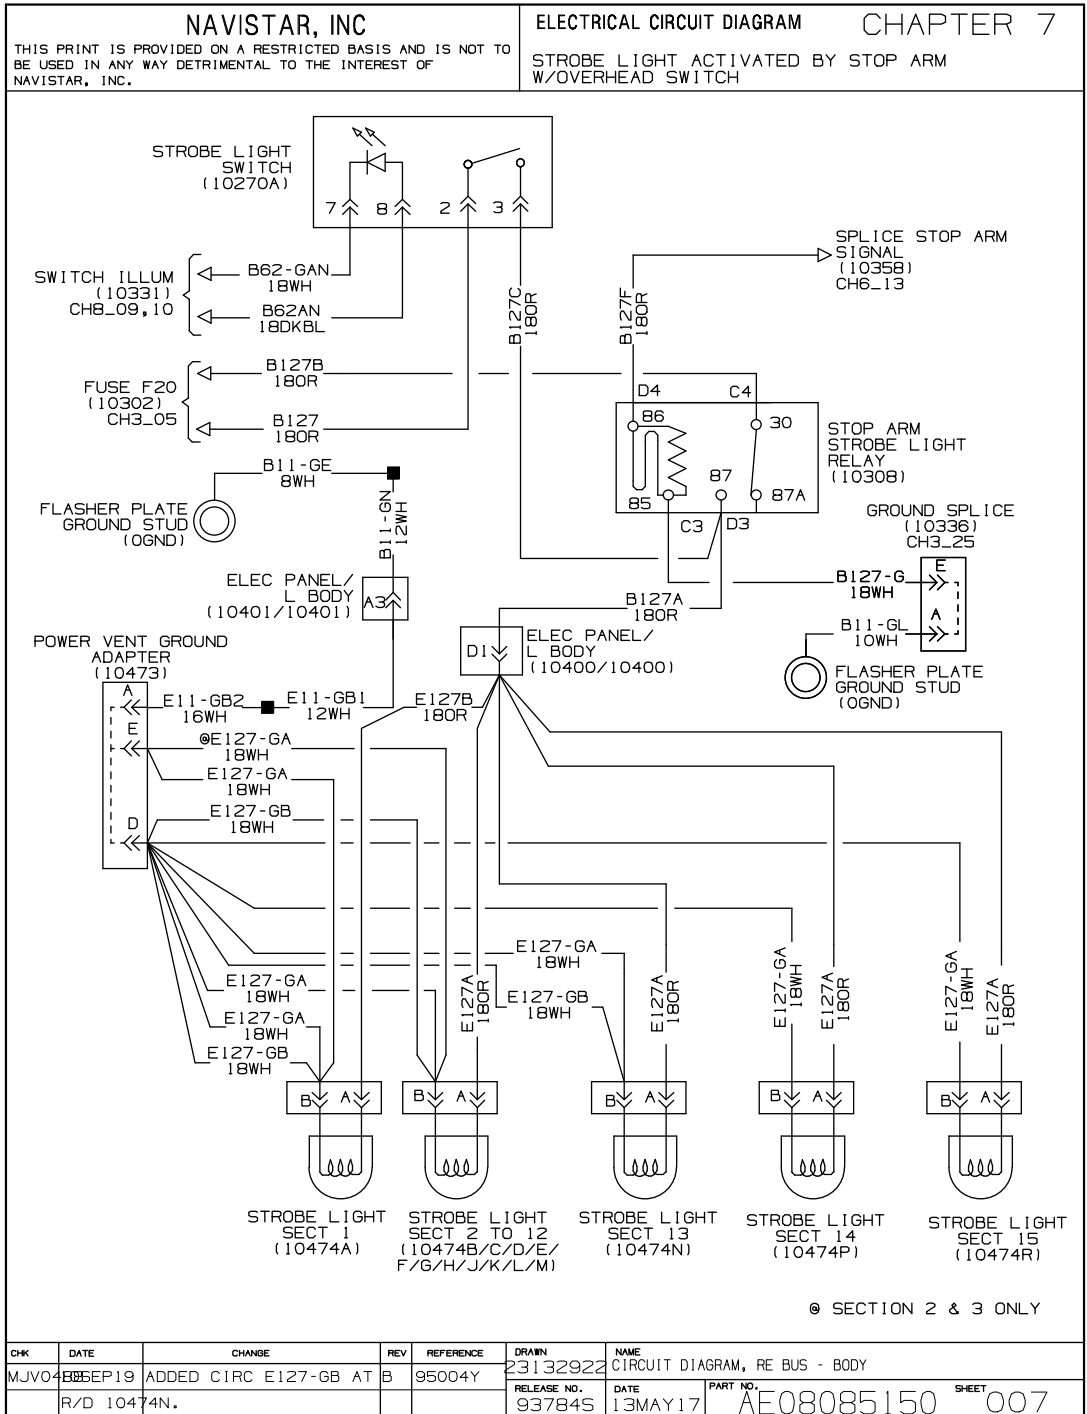 NAVISTAR, INC
THIS PRINT IS PROVIDED ON A RESTRICTED BASIS AND IS NOT TO
BE USED IN ANY WAY DETRIMENTAL TO THE INTEREST OF
NAVISTAR, INC.
ELECTRICAL CIRCUIT DIAGRAM
CHAPTER 7
STROBE LIGHT ACTIVATED BY STOP ARM
W/OVERHEAD SWITCH
STROBE LIGHT
SWITCH
(10270A)
7
8
2
3
SPLICE STOP ARM
SIGNAL
(10358)
CH6_13
SWITCH ILLUM
(10331)
CH8_09,10
B62-GAN
18WH
B62AN
18DKBL
B127C
18OR
B127F
18OR
FUSE F20
(10302)
CH3_05
B127B
18OR
B127
18OR
D4
C4
86
30
87
85
87A
C3
D3
STOP ARM
STROBE LIGHT
RELAY
(10308)
B11-GE
8WH
FLASHER PLATE
GROUND STUD
(OGND)
B11-GN
12WH
GROUND SPLICE
(10336)
CH3_25
E
A
B127-G
18WH
B11-GL
10WH
FLASHER PLATE
GROUND STUD
(OGND)
ELEC PANEL/
L BODY
(10401/10401)
A3
B127A
18OR
D1
ELEC PANEL/
L BODY
(10400/10400)
POWER VENT GROUND
ADAPTER
(10473)
A
E
D
E11-GB2
16WH
E11-GB1
12WH
E127B
18OR
@E127-GA
18WH
E127-GA
18WH
E127-GB
18WH
E127-GA
18WH
E127-GA
18WH
E127-GA
18WH
E127-GB
18WH
E127-GB
18WH
E127A
18OR
E127A
18OR
E127-GA
18WH
E127A
18OR
E127-GA
18WH
E127A
18OR
B A
B A
B A
B A
B A
STROBE LIGHT
SECT 1
(10474A)
STROBE LIGHT
SECT 2 TO 12
(10474B/C/D/E/
F/G/H/J/K/L/M)
STROBE LIGHT
SECT 13
(10474N)
STROBE LIGHT
SECT 14
(10474P)
STROBE LIGHT
SECT 15
(10474R)
@ SECTION 2 & 3 ONLY
CHK DATE CHANGE REV REFERENCE
SEP19 ADDED CIRC E127-GB AT B 95004Y
R/D 10474N.
DRAWN
23132922
NAME
CIRCUIT DIAGRAM, RE BUS - BODY
RELEASE NO.
93784S
DATE
13MAY17
PART NO.
AE08085150
SHEET
007